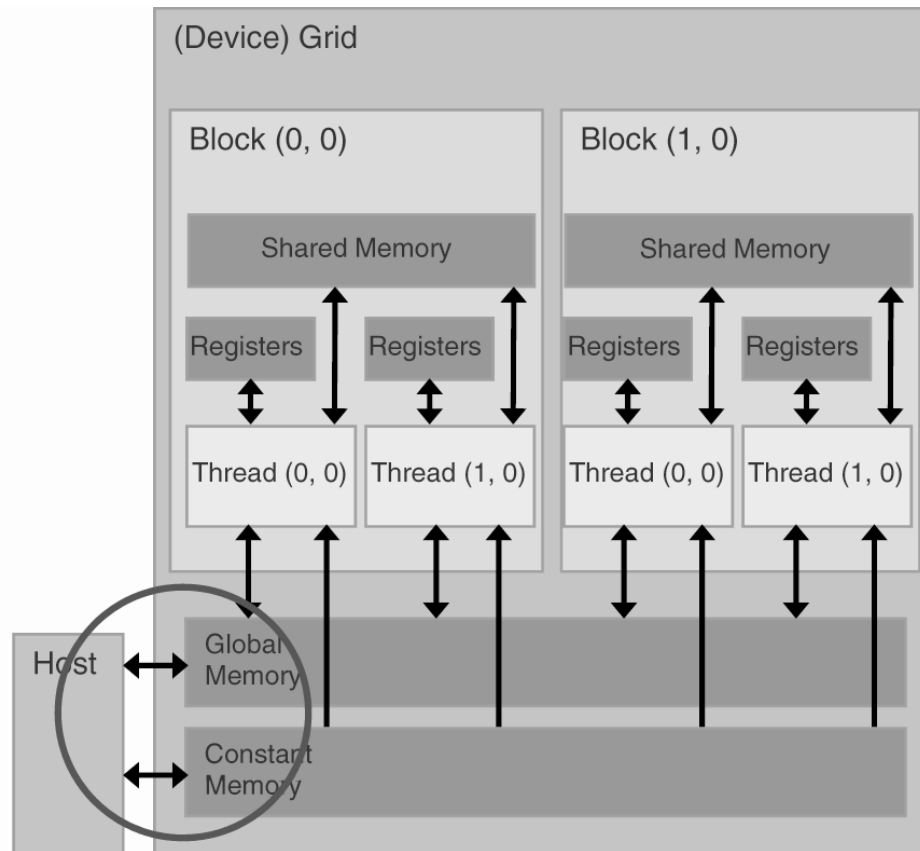 (Device) Grid
Block (0, 0)
Block (1, 0)
Shared Memory
Shared Memory
Registers
Registers
Registers
Registers
Thread (0, 0)
Thread (1, 0)
Thread (0, 0)
Thread (1, 0)
Host
Global
Memory
Constant
Memory